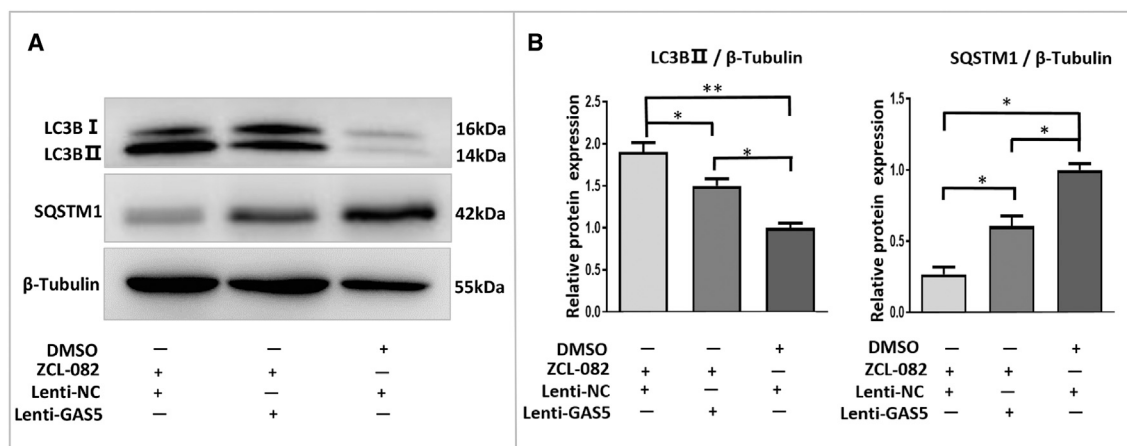 A
LC3B Ⅰ 16kDa
LC3B Ⅱ 14kDa
SQSTM1 42kDa
β-Tubulin 55kDa
DMSO — — +
ZCL-082 + + —
Lenti-NC + — +
Lenti-GAS5 — + —
B
LC3BⅡ / β-Tubulin
Relative protein expression
2.5
2.0
1.5
1.0
0.5
0.0
**
*
*
DMSO — — +
ZCL-082 + + —
Lenti-NC + — +
Lenti-GAS5 — + —
SQSTM1 / β-Tubulin
Relative protein expression
1.5
1.0
0.5
0.0
*
*
*
DMSO — — +
ZCL-082 + + —
Lenti-NC + — +
Lenti-GAS5 — + —